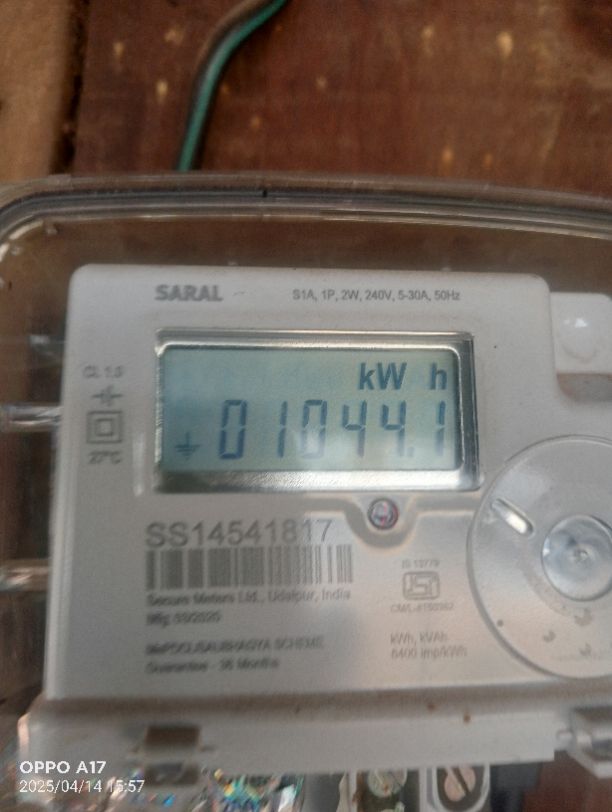 SARAL
S1A, 1P, 2W, 240V, 5-30A, 50Hz
kW h
01044.1
CL 1.0
27°C
SS14541817
Secure Meters Ltd., Udaipur, India
IS 13779
kWh, kVAh
6400 imp/kWh
Guarantee - 36 Months
OPPO A17
2025/04/14 15:57